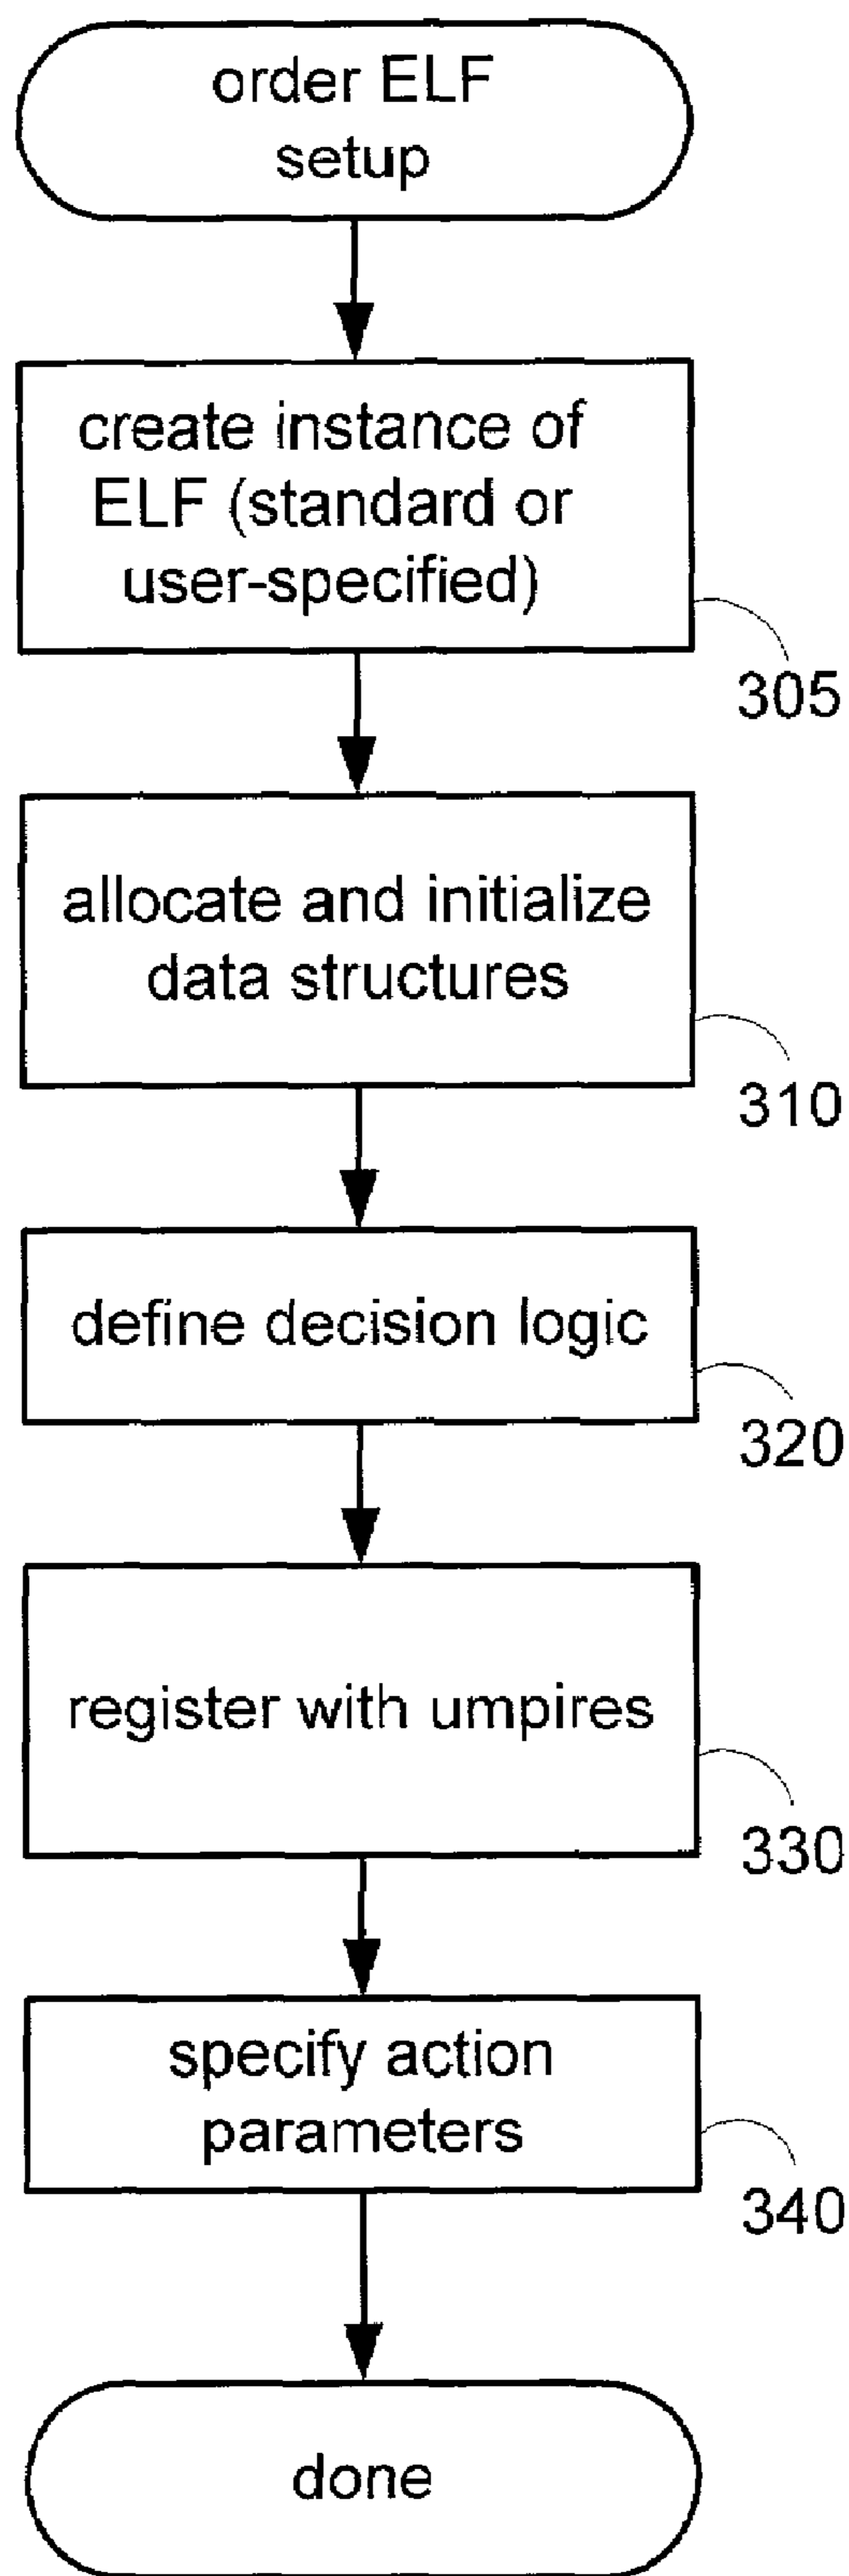 order ELF
setup
create instance of
ELF (standard or
user-specified)
305
allocate and initialize
data structures
310
define decision logic
320
register with umpires
330
specify action
parameters
340
done